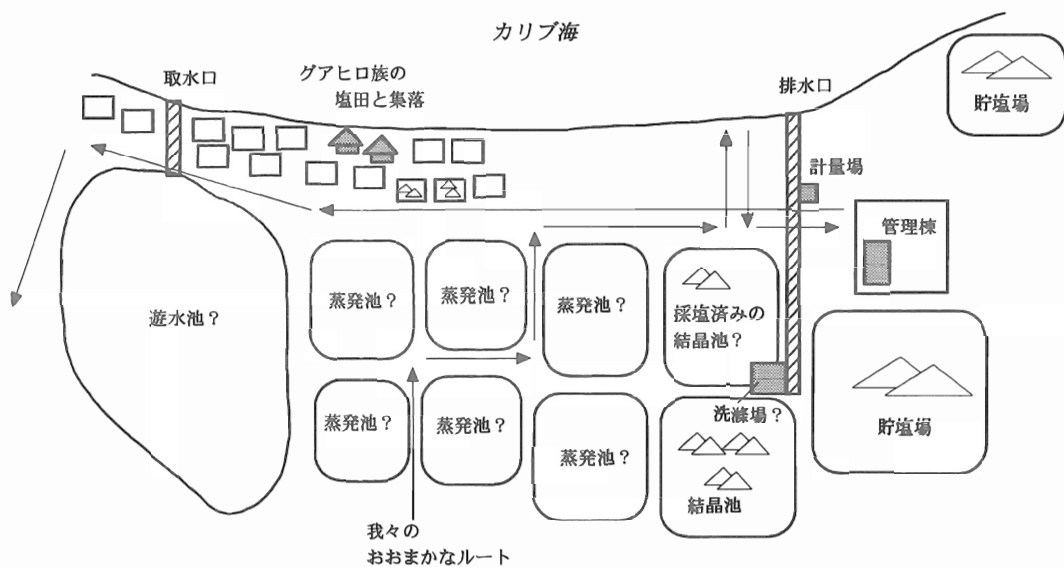 カリブ海
取水口
グアヒロ族の
塩田と集落
排水口
貯塩場
計量場
管理棟
遊水池？
蒸発池？
蒸発池？
蒸発池？
採塩済みの
結晶池？
蒸発池？
蒸発池？
蒸発池？
洗滌場？
貯塩場
結晶池
我々の
おおまかなルート